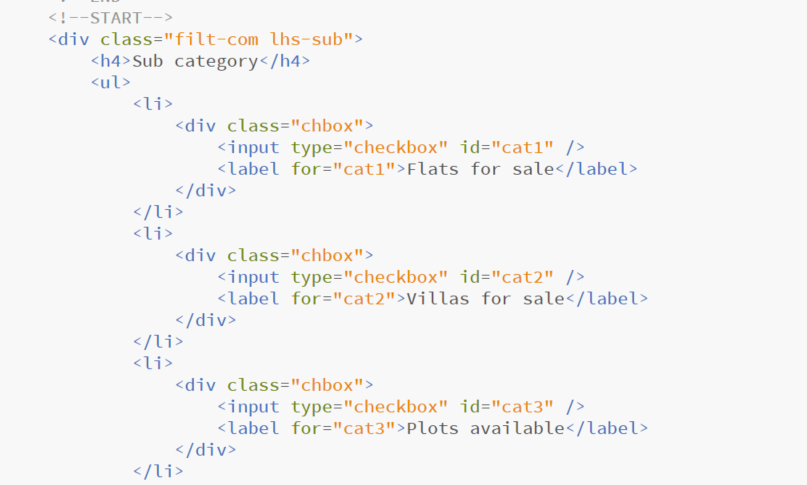 <!--START-->
<div class="filt-com lhs-sub">
<h4>Sub category</h4>
<ul>
<li>
<div class="chbox">
<input type="checkbox" id="cat1" />
<label for="cat1">Flats for sale</label>
</div>
</li>
<li>
<div class="chbox">
<input type="checkbox" id="cat2" />
<label for="cat2">Villas for sale</label>
</div>
</li>
<li>
<div class="chbox">
<input type="checkbox" id="cat3" />
<label for="cat3">Plots available</label>
</div>
</li>